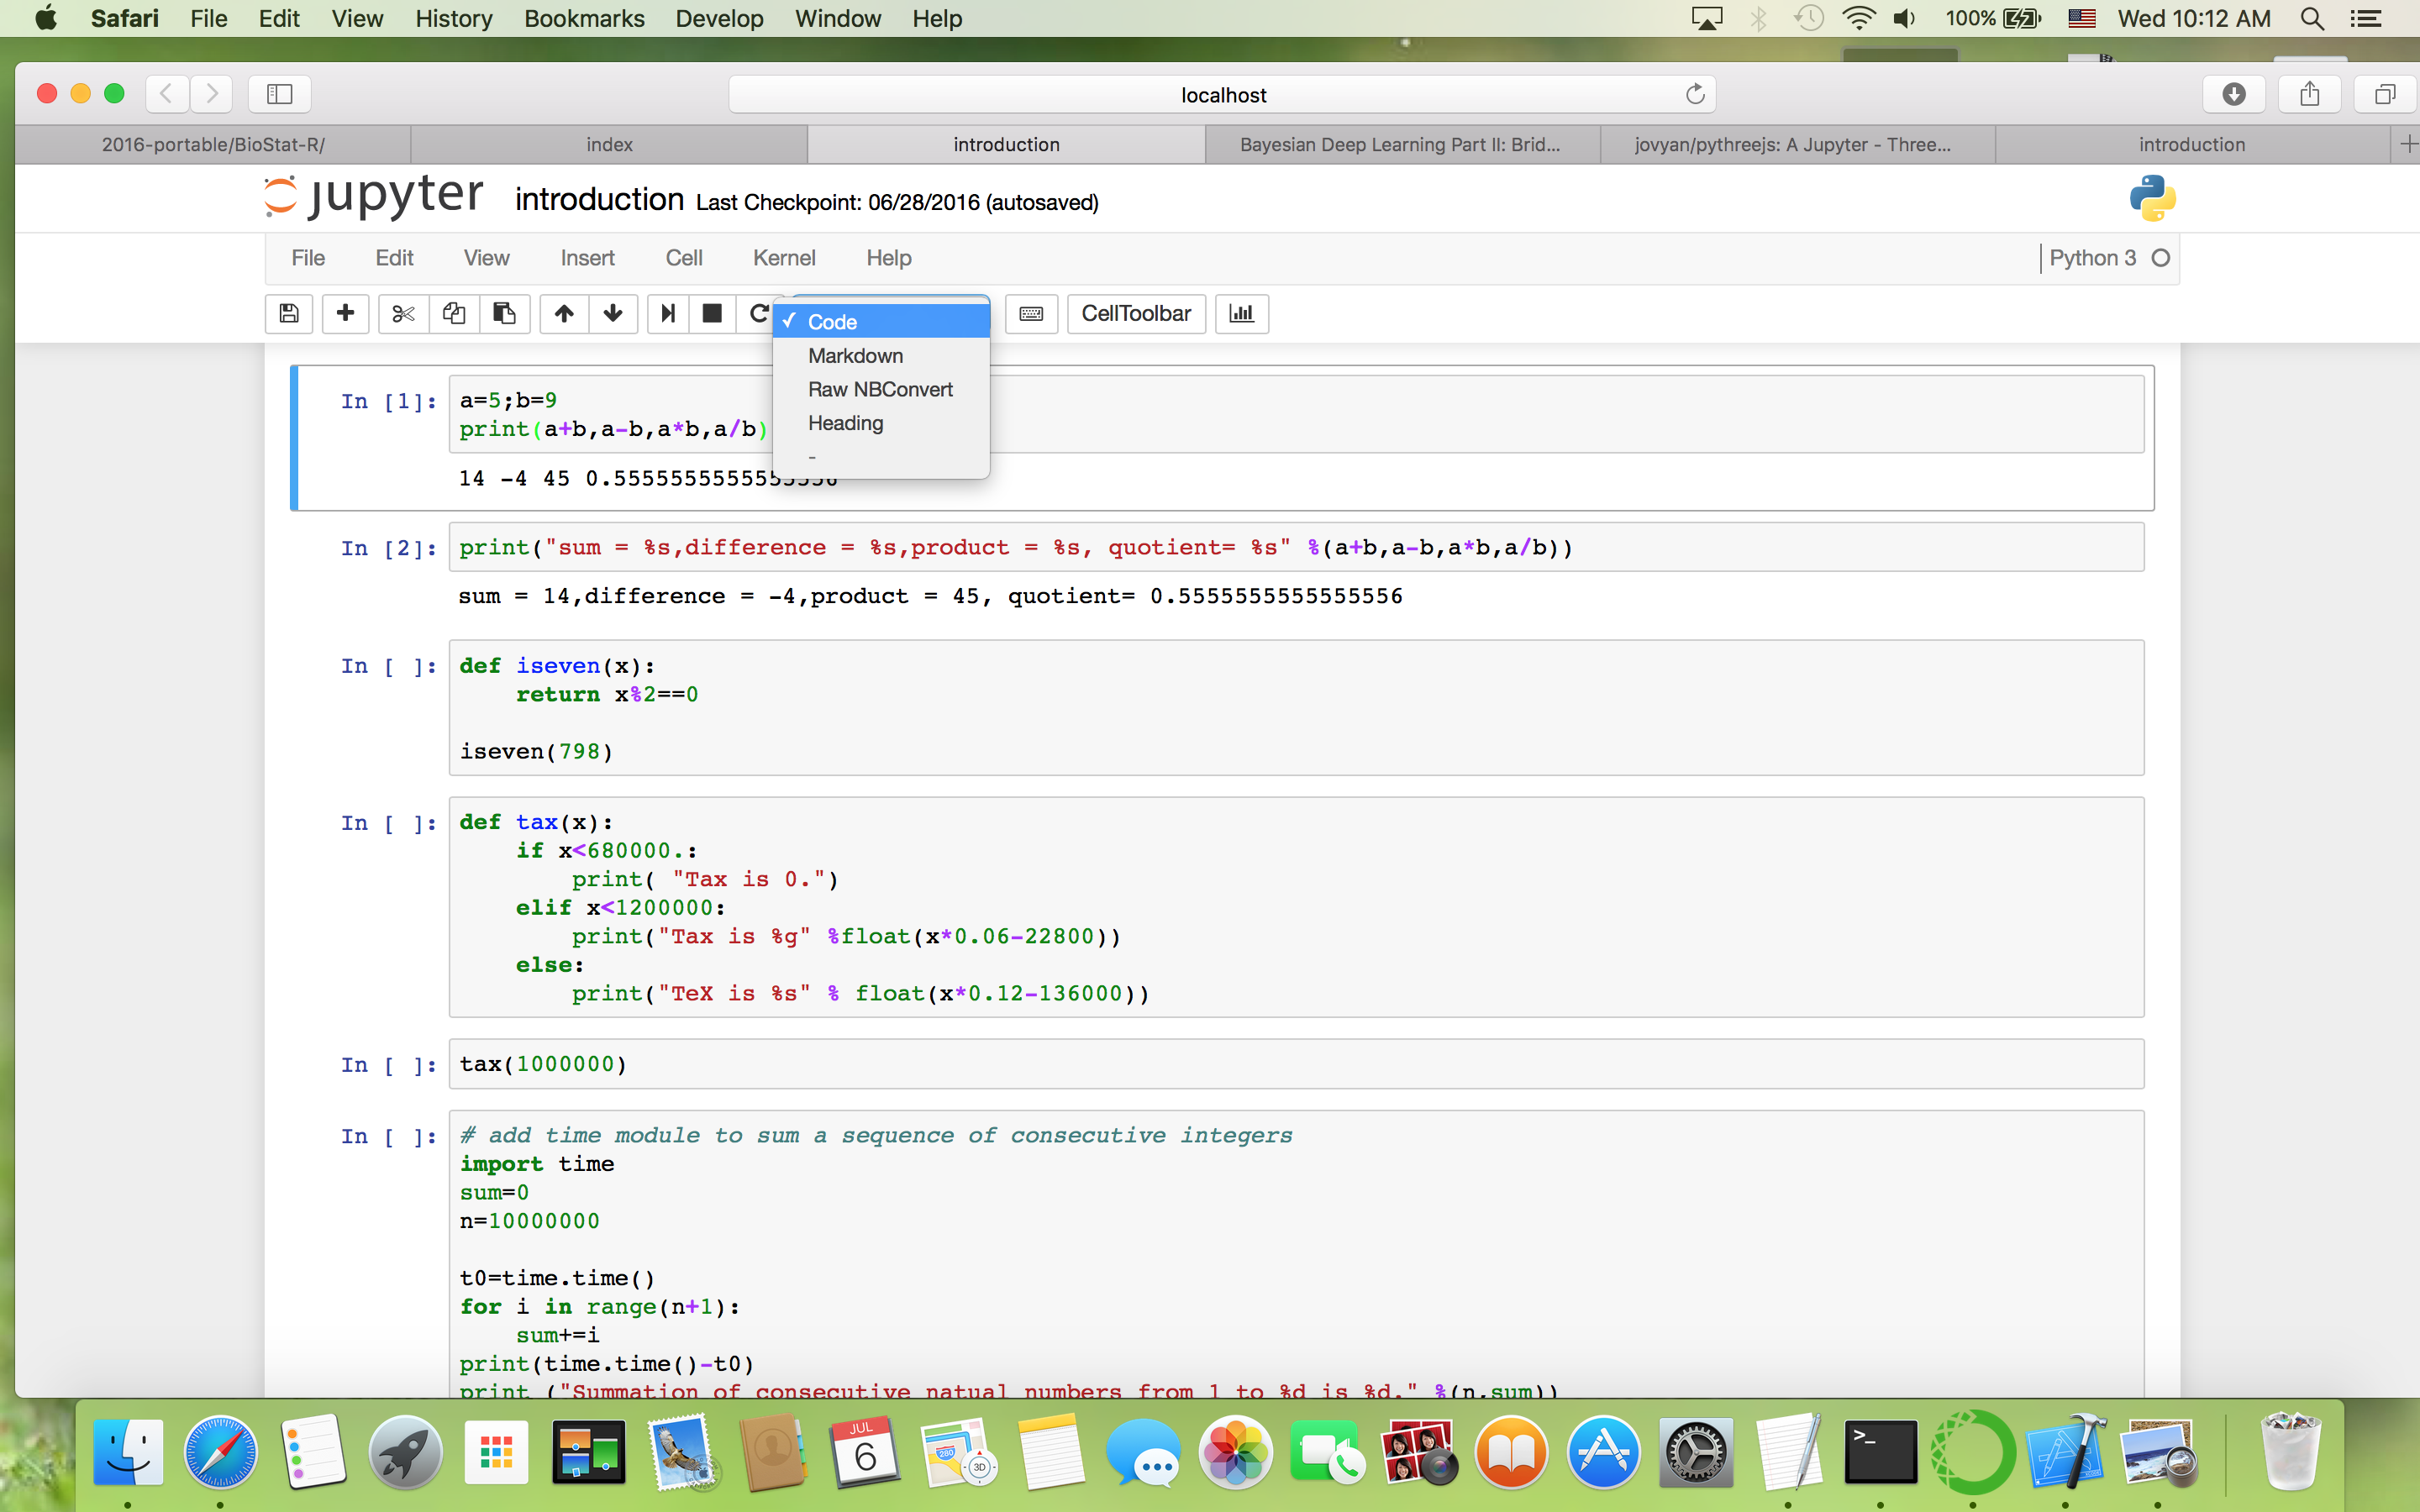 Safari File Edit View History Bookmarks Develop Window Help 100% Wed 10:12 AM
localhost
2016-portable/BioStat-R/ index introduction Bayesian Deep Learning Part II: Brid... jovyan/pythreejs: A Jupyter - Three... introduction
jupyter introduction Last Checkpoint: 06/28/2016 (autosaved)
File Edit View Insert Cell Kernel Help Python 3
CellToolbar
✓ Code
Markdown
Raw NBConvert
Heading
-
In [1]: a=5;b=9
print(a+b,a-b,a*b,a/b)
14 -4 45 0.5555555555555556
In [2]: print("sum = %s,difference = %s,product = %s, quotient= %s" %(a+b,a-b,a*b,a/b))
sum = 14,difference = -4,product = 45, quotient= 0.5555555555555556
In [ ]: def iseven(x):
return x%2==0
iseven(798)
In [ ]: def tax(x):
if x<680000.:
print( "Tax is 0.")
elif x<1200000:
print("Tax is %g" %float(x*0.06-22800))
else:
print("TeX is %s" % float(x*0.12-136000))
In [ ]: tax(1000000)
In [ ]: # add time module to sum a sequence of consecutive integers
import time
sum=0
n=10000000
t0=time.time()
for i in range(n+1):
sum+=i
print(time.time()-t0)
print ("Summation of consecutive natual numbers from 1 to %d is %d." %(n,sum))
JUL
6
280
3D
>_